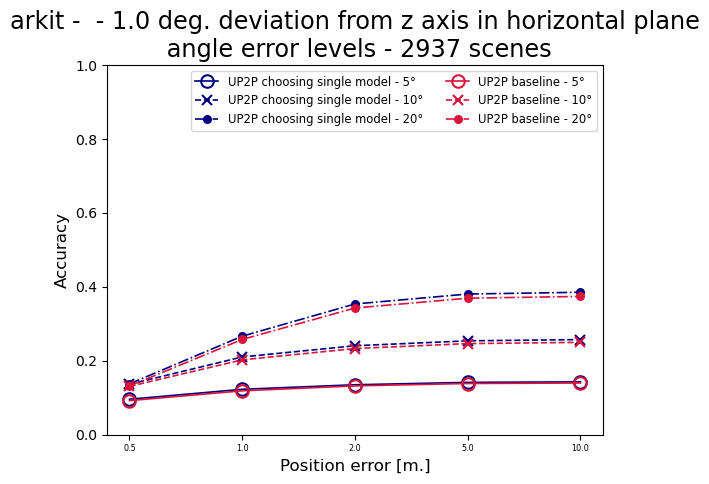 arkit -  - 1.0 deg. deviation from z axis in horizontal plane
angle error levels - 2937 scenes
UP2P choosing single model - 5°
UP2P choosing single model - 10°
UP2P choosing single model - 20°
UP2P baseline - 5°
UP2P baseline - 10°
UP2P baseline - 20°
Accuracy
1.0
0.8
0.6
0.4
0.2
0.0
0.5 1.0 2.0 5.0 10.0
Position error [m.]